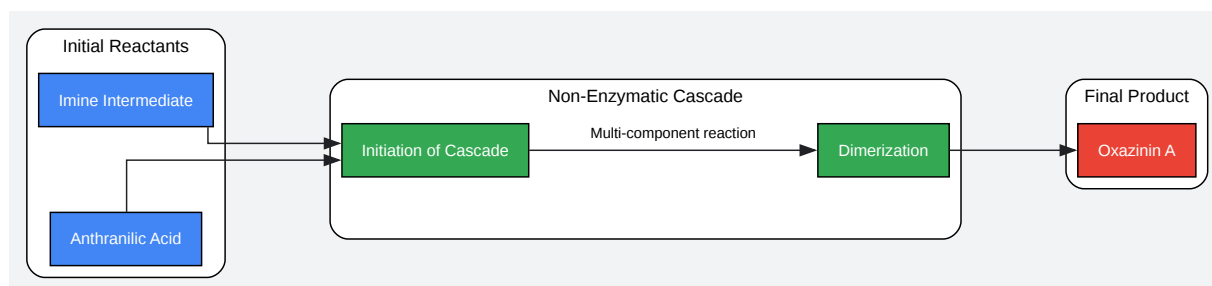 Initial Reactants
Imine Intermediate
Anthranilic Acid
Non-Enzymatic Cascade
Initiation of Cascade
Multi-component reaction
Dimerization
Final Product
Oxazinin A